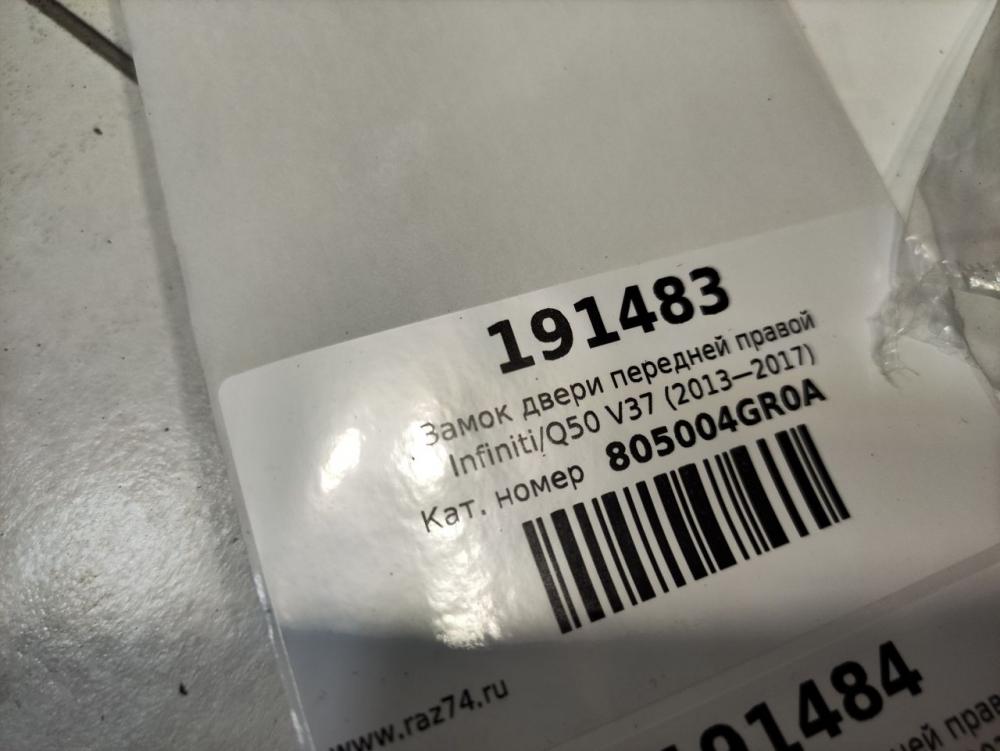 191483
Замок двери передней правой
Infiniti/Q50 V37 (2013—2017)
Кат. номер 805004GR0A
www.raz74.ru
191484